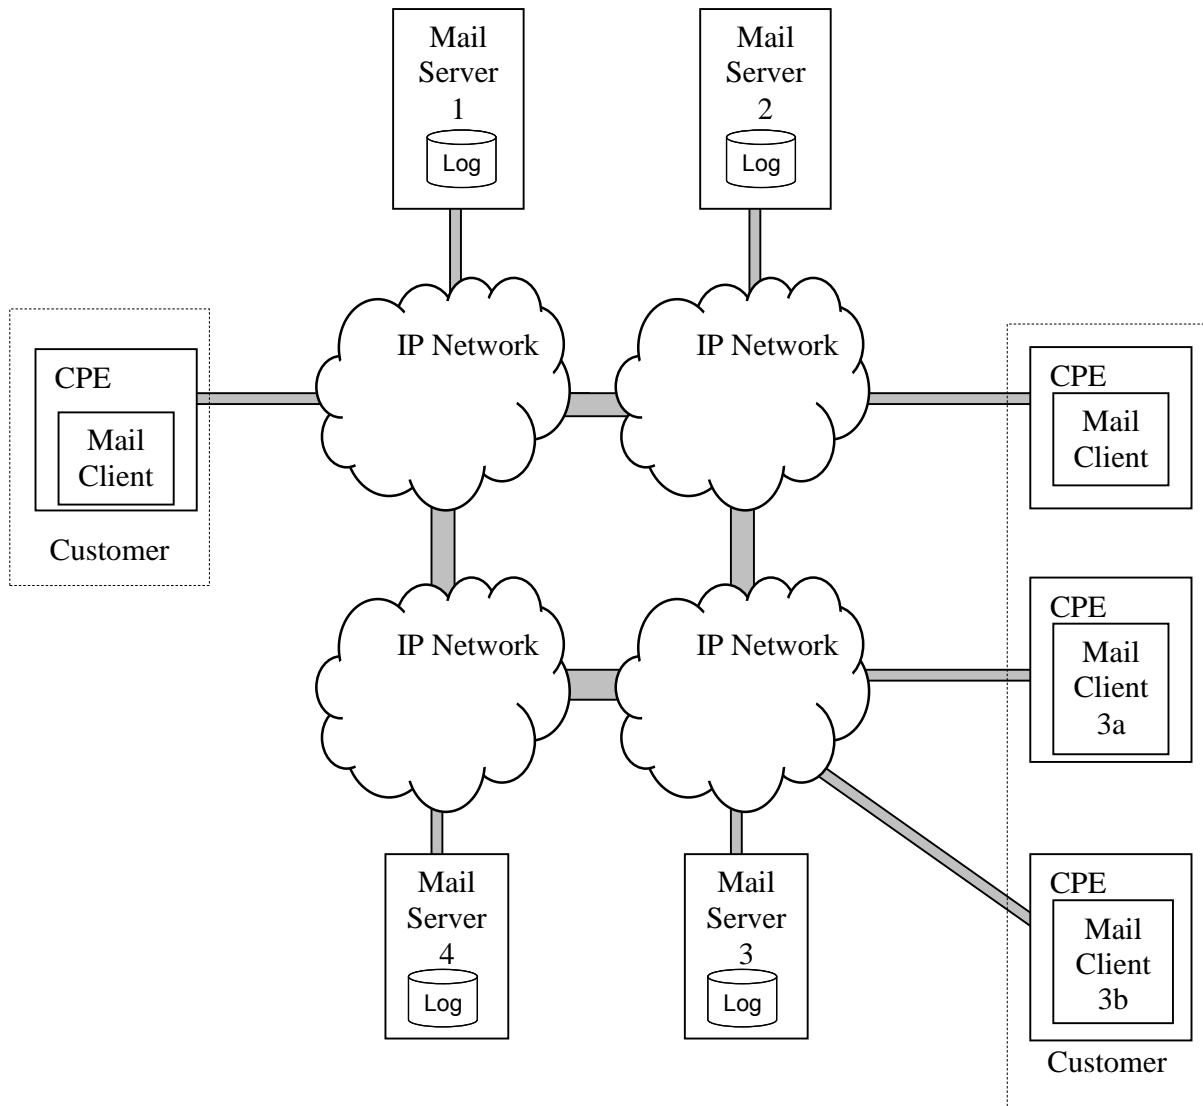 Mail
Server
1
Log
Mail
Server
2
Log
IP Network
IP Network
CPE
Mail
Client
Customer
CPE
Mail
Client
IP Network
IP Network
CPE
Mail
Client
3a
Mail
Server
4
Log
Mail
Server
3
Log
CPE
Mail
Client
3b
Customer